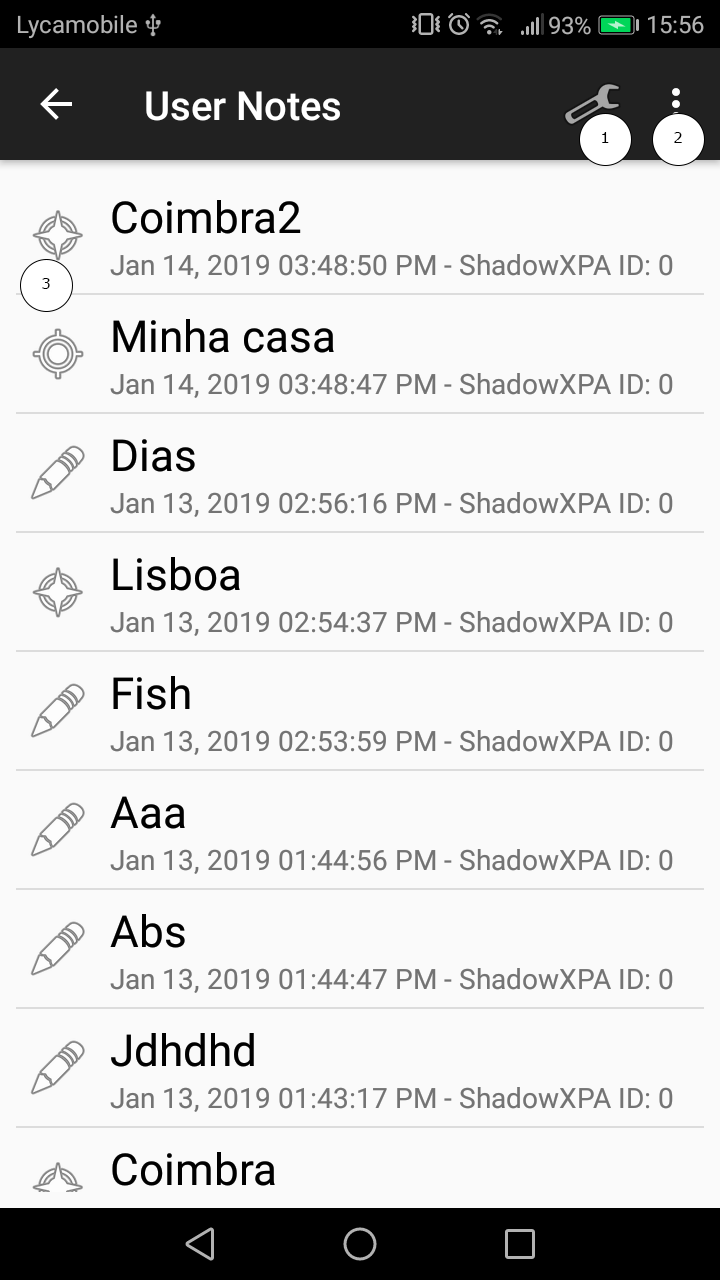 Lycamobile 93% 15:56
User Notes
1 2
Coimbra2
Jan 14, 2019 03:48:50 PM - ShadowXPA ID: 0
3
Minha casa
Jan 14, 2019 03:48:47 PM - ShadowXPA ID: 0
Dias
Jan 13, 2019 02:56:16 PM - ShadowXPA ID: 0
Lisboa
Jan 13, 2019 02:54:37 PM - ShadowXPA ID: 0
Fish
Jan 13, 2019 02:53:59 PM - ShadowXPA ID: 0
Aaa
Jan 13, 2019 01:44:56 PM - ShadowXPA ID: 0
Abs
Jan 13, 2019 01:44:47 PM - ShadowXPA ID: 0
Jdhdhd
Jan 13, 2019 01:43:17 PM - ShadowXPA ID: 0
Coimbra